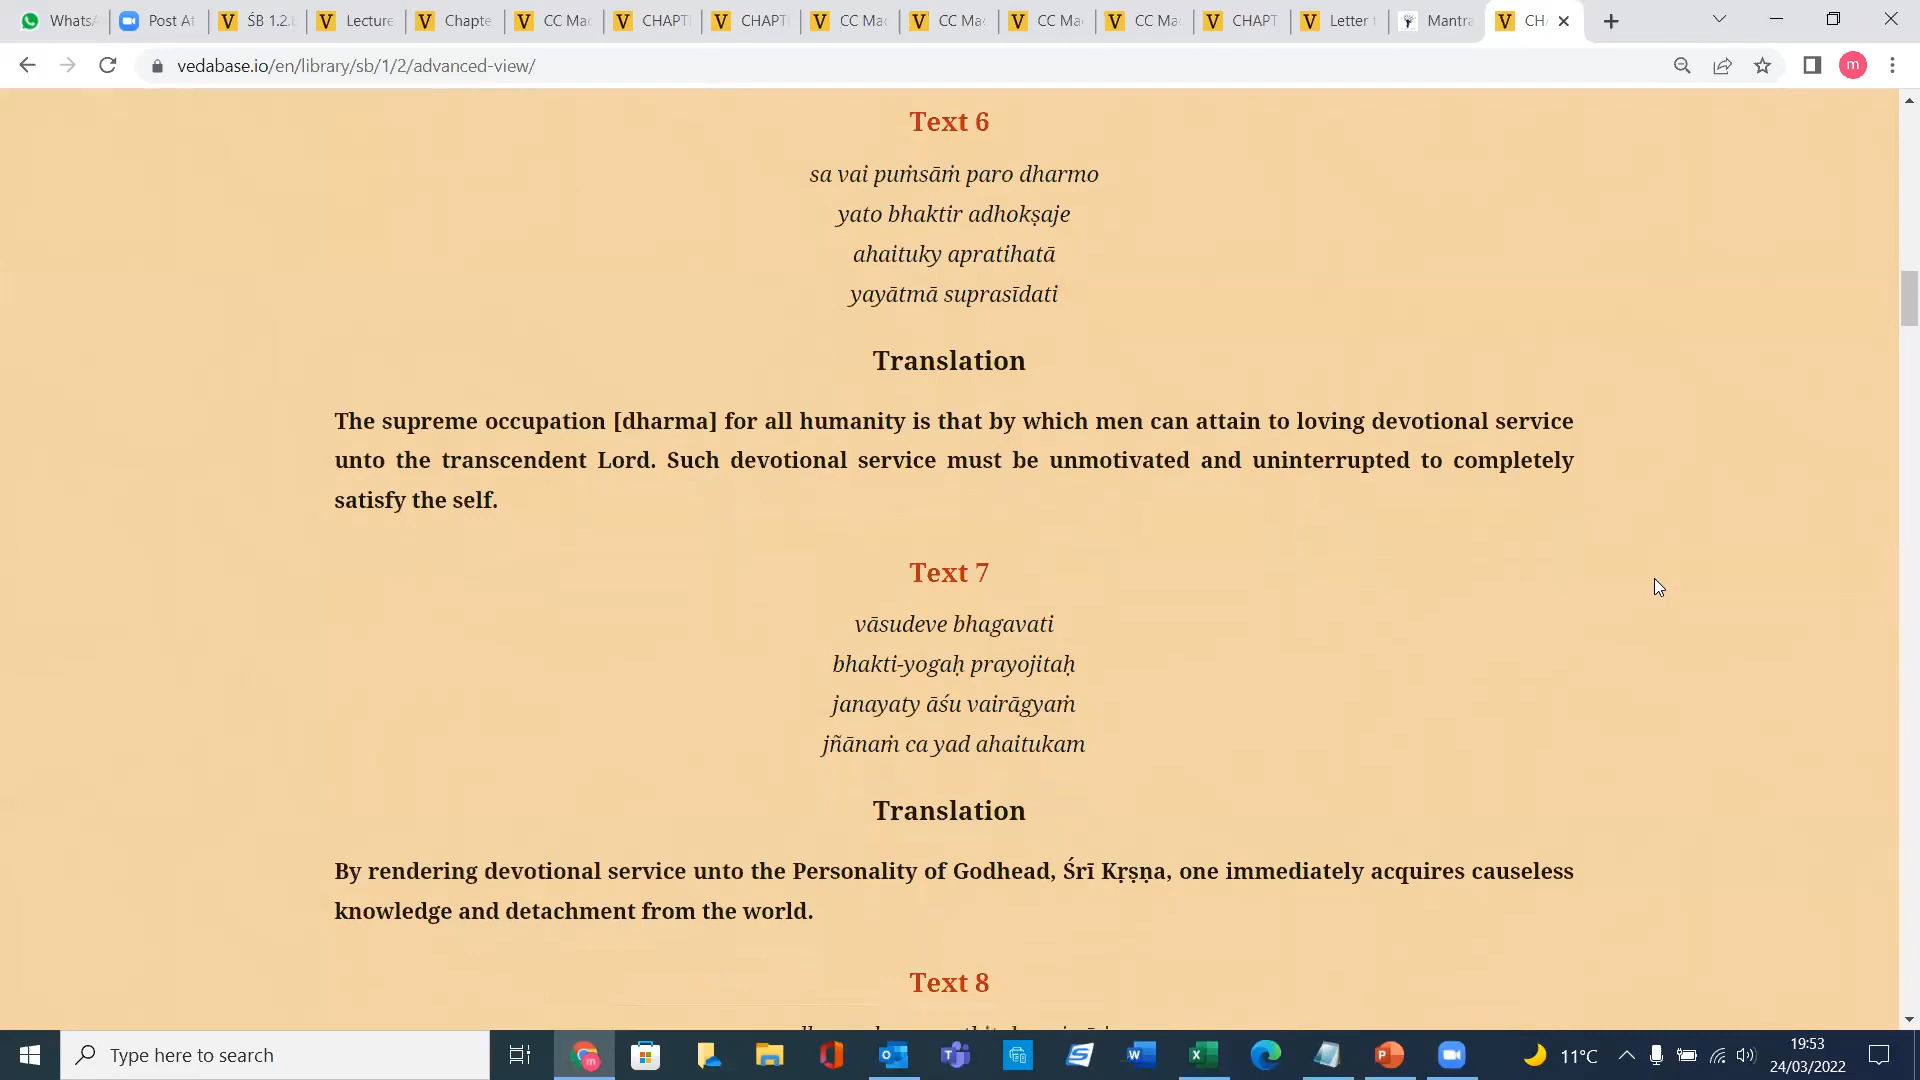 WhatsA
Post At
ŚB 1.2.
Lecture
Chapte
CC Mad
CHAPT
CHAPT
CC Ma
CC Ma
CC Ma
CC Ma
CHAPT
Letter
Mantra
CHA
vedabase.io/en/library/sb/1/2/advanced-view/
m
Text 6
sa vai puṁsāṁ paro dharmo
yato bhaktir adhokṣaje
ahaituky apratihatā
yayātmā suprasīdati
Translation
The supreme occupation [dharma] for all humanity is that by which men can attain to loving devotional service
unto the transcendent Lord. Such devotional service must be unmotivated and uninterrupted to completely
satisfy the self.
Text 7
vāsudeve bhagavati
bhakti-yogaḥ prayojitaḥ
janayaty āśu vairāgyaṁ
jñānaṁ ca yad ahaitukam
Translation
By rendering devotional service unto the Personality of Godhead, Śrī Kṛṣṇa, one immediately acquires causeless
knowledge and detachment from the world.
Text 8
Type here to search
11°C
19:53
24/03/2022